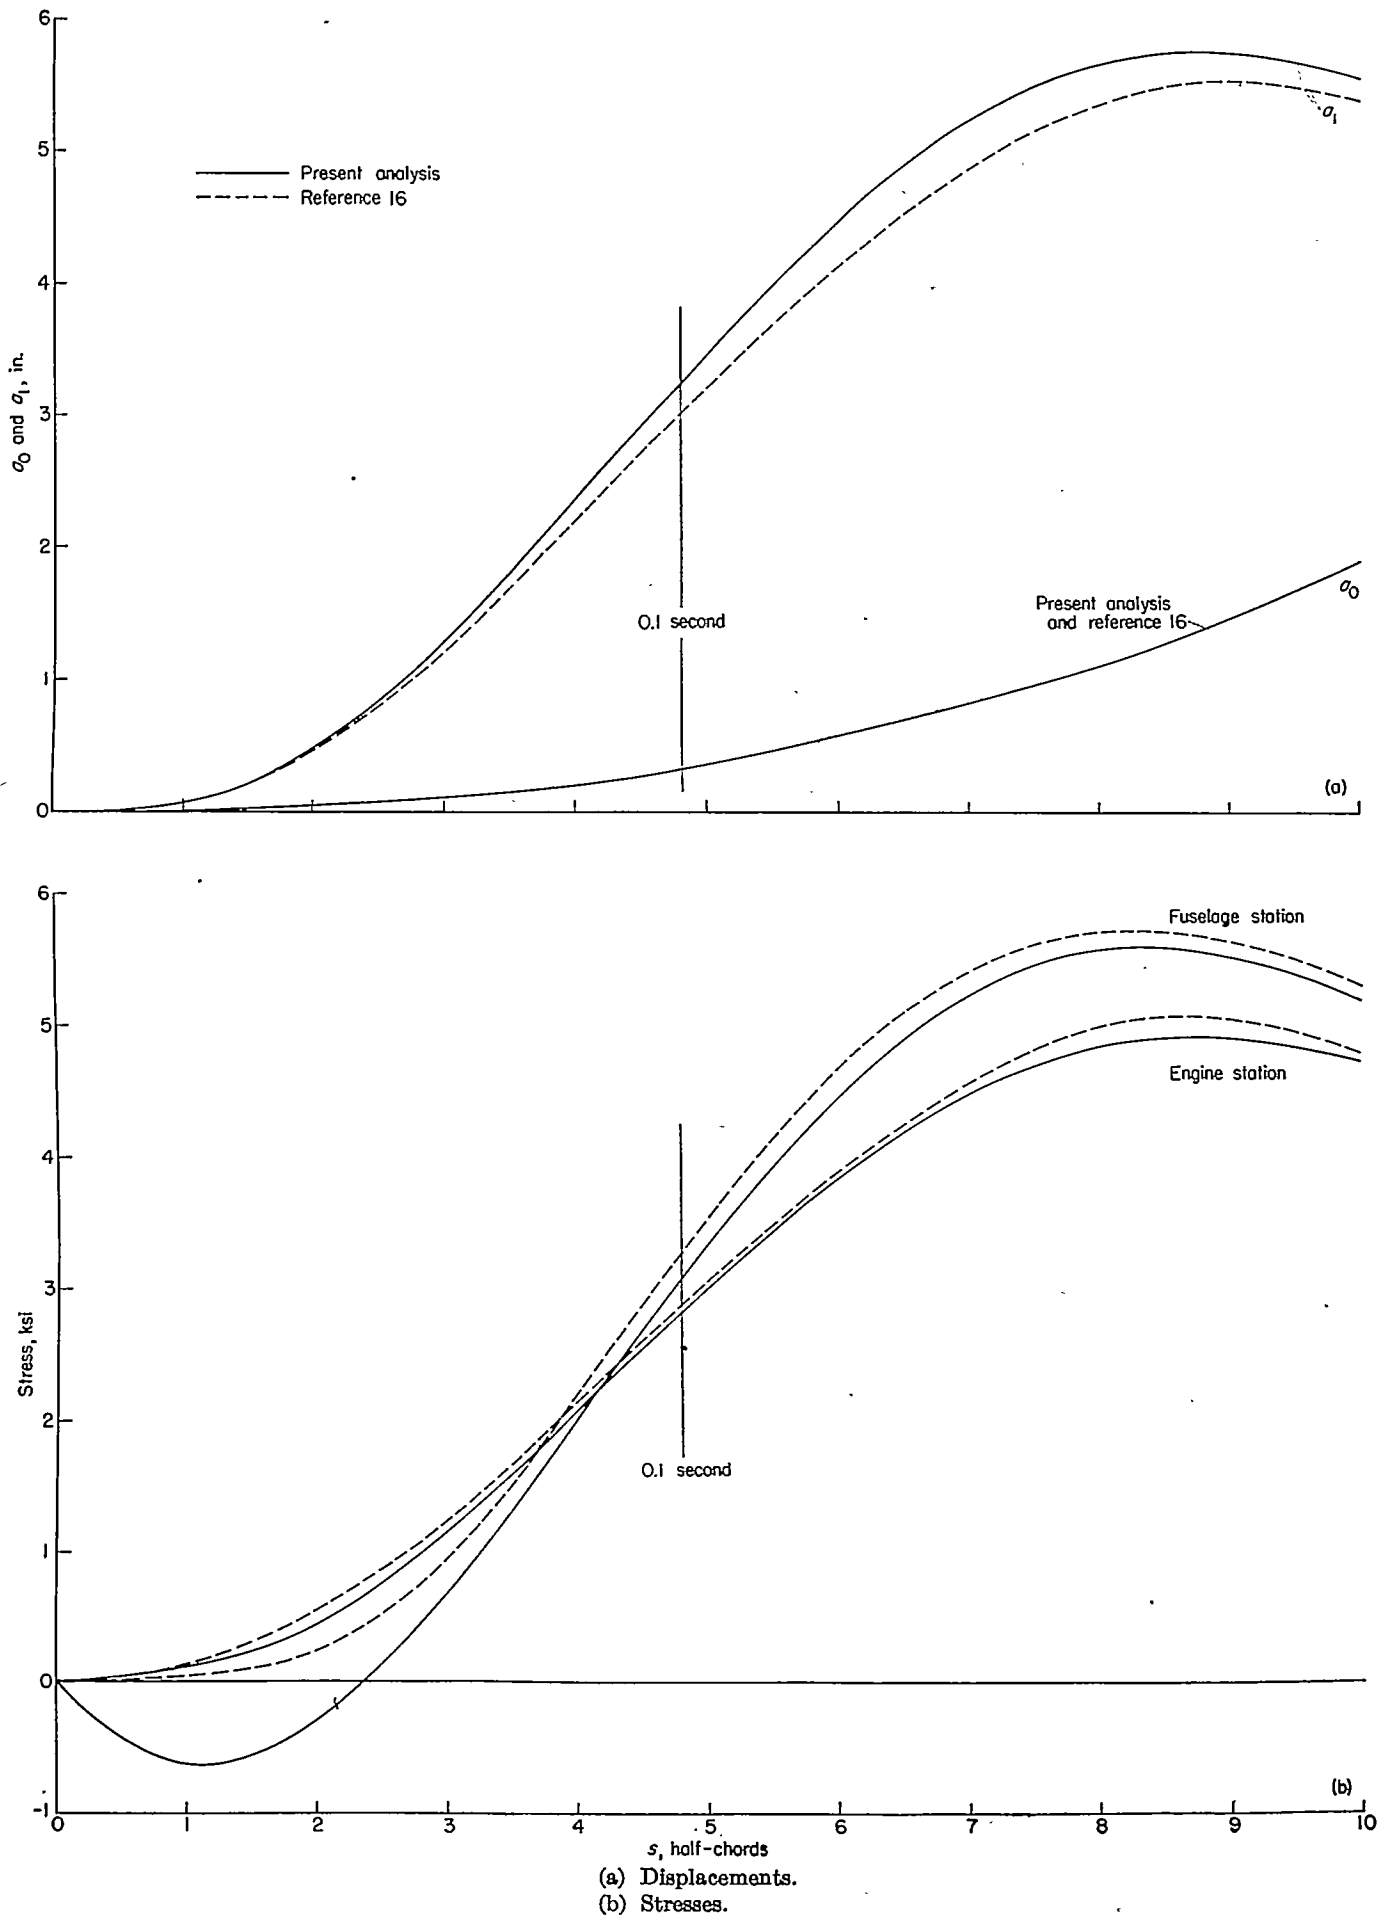 6
5
4
3
2
1
0
a₀ and a₁, in.
Present analysis
Reference 16
a₁
0.1 second
Present analysis
and reference 16
a₀
(a)
6
5
4
3
2
1
0
-1
Stress, ksi
Fuselage station
Engine station
0.1 second
(b)
0 1 2 3 4 5 6 7 8 9 10
s, half-chords
(a) Displacements.
(b) Stresses.